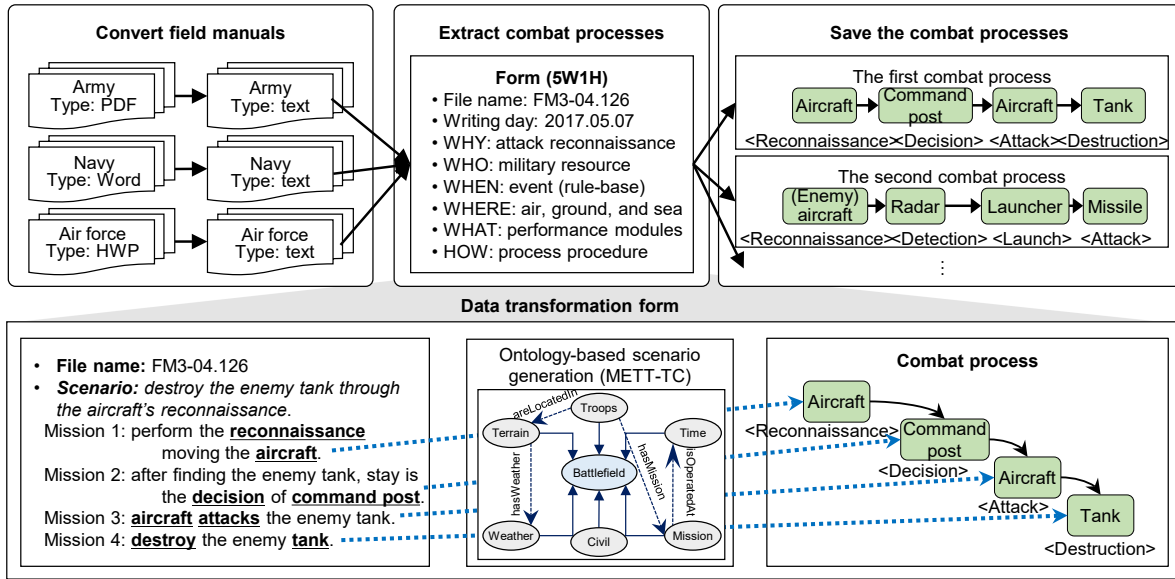 Convert field manuals
Army
Type: PDF
Army
Type: text
Navy
Type: Word
Navy
Type: text
Air force
Type: HWP
Air force
Type: text
Extract combat processes
Form (5W1H)
• File name: FM3-04.126
• Writing day: 2017.05.07
• WHY: attack reconnaissance
• WHO: military resource
• WHEN: event (rule-base)
• WHERE: air, ground, and sea
• WHAT: performance modules
• HOW: process procedure
Save the combat processes
The first combat process
Aircraft
Command
post
Aircraft
Tank
<Reconnaissance>
<Decision>
<Attack>
<Destruction>
The second combat process
(Enemy)
aircraft
Radar
Launcher
Missile
<Reconnaissance>
<Detection>
<Launch>
<Attack>
⋮
Data transformation form
• File name: FM3-04.126
• Scenario: destroy the enemy tank through
the aircraft's reconnaissance.
Mission 1: perform the reconnaissance
moving the aircraft.
Mission 2: after finding the enemy tank, stay is
the decision of command post.
Mission 3: aircraft attacks the enemy tank.
Mission 4: destroy the enemy tank.
Ontology-based scenario
generation (METT-TC)
areLocatedIn
Troops
Terrain
Time
Battlefield
hasWeather
hasMission
isOperatedAt
Weather
Civil
Mission
Combat process
Aircraft
<Reconnaissance>
Command
post
<Decision>
Aircraft
<Attack>
Tank
<Destruction>